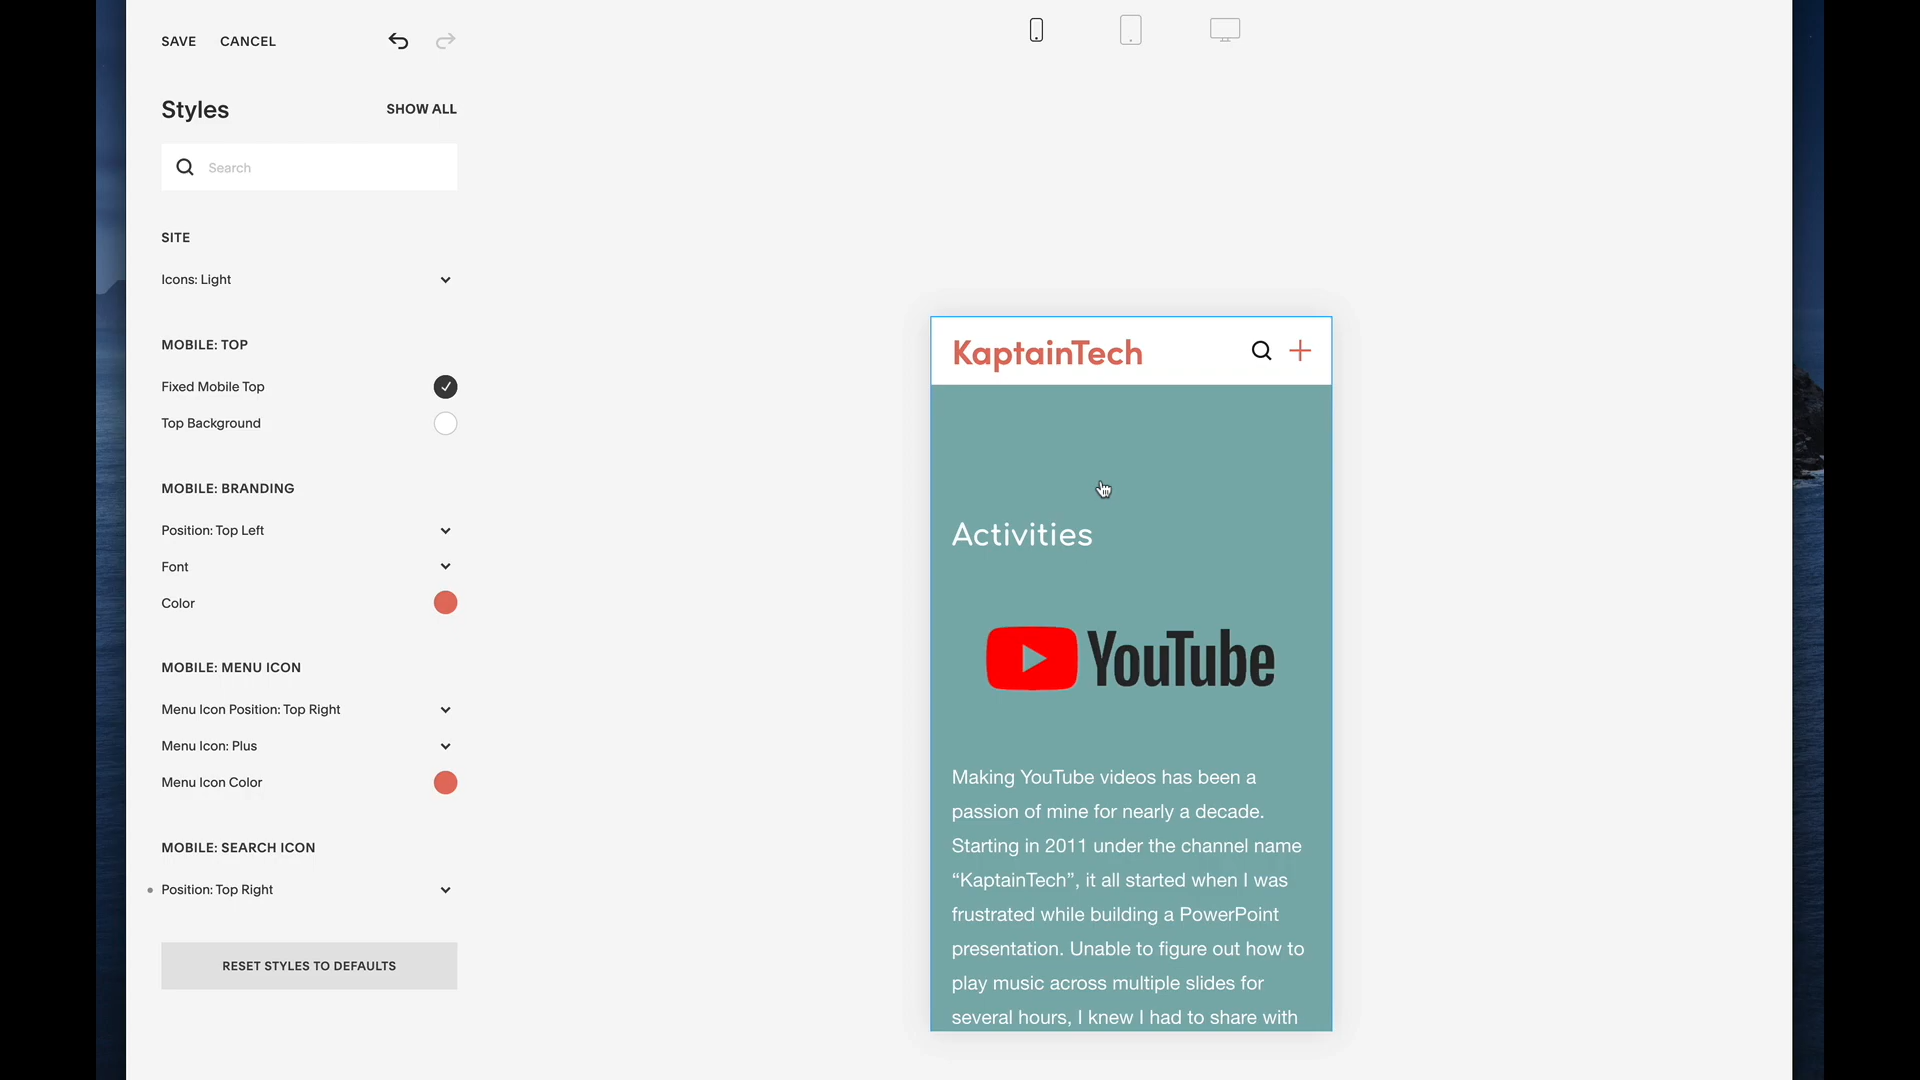 SAVE CANCEL
Styles SHOW ALL
Search
SITE
Icons: Light
MOBILE: TOP
Fixed Mobile Top
Top Background
MOBILE: BRANDING
Position: Top Left
Font
Color
MOBILE: MENU ICON
Menu Icon Position: Top Right
Menu Icon: Plus
Menu Icon Color
MOBILE: SEARCH ICON
Position: Top Right
RESET STYLES TO DEFAULTS
KaptainTech
Activities
YouTube
Making YouTube videos has been a
passion of mine for nearly a decade.
Starting in 2011 under the channel name
“KaptainTech”, it all started when I was
frustrated while building a PowerPoint
presentation. Unable to figure out how to
play music across multiple slides for
several hours, I knew I had to share with